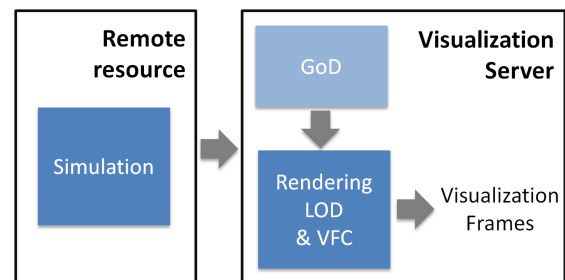 Remote
resource
Simulation
Visualization
Server
GoD
Rendering
LOD
& VFC
Visualization
Frames